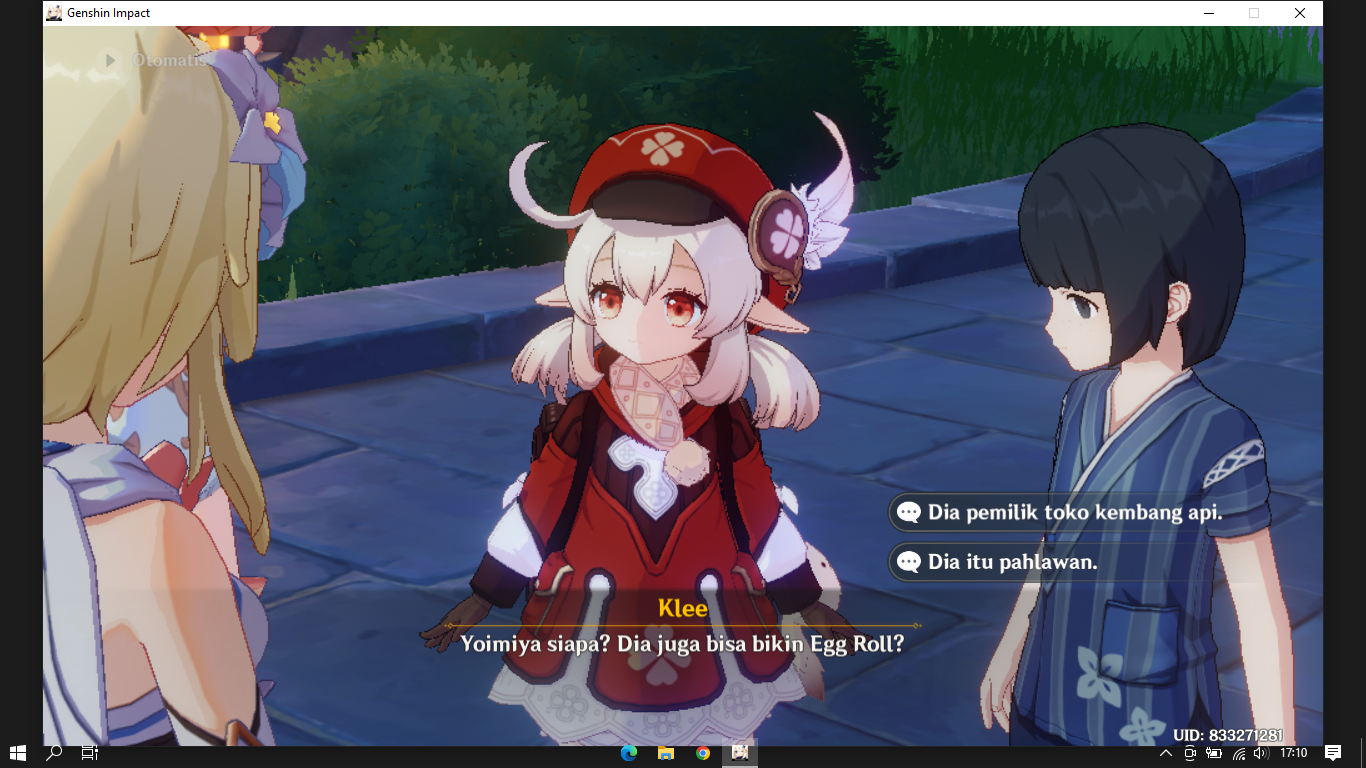 Genshin Impact
Otomatis
Dia pemilik toko kembang api.
Dia itu pahlawan.
Klee
Yoimiya siapa? Dia juga bisa bikin Egg Roll?
UID: 833271281
17:10